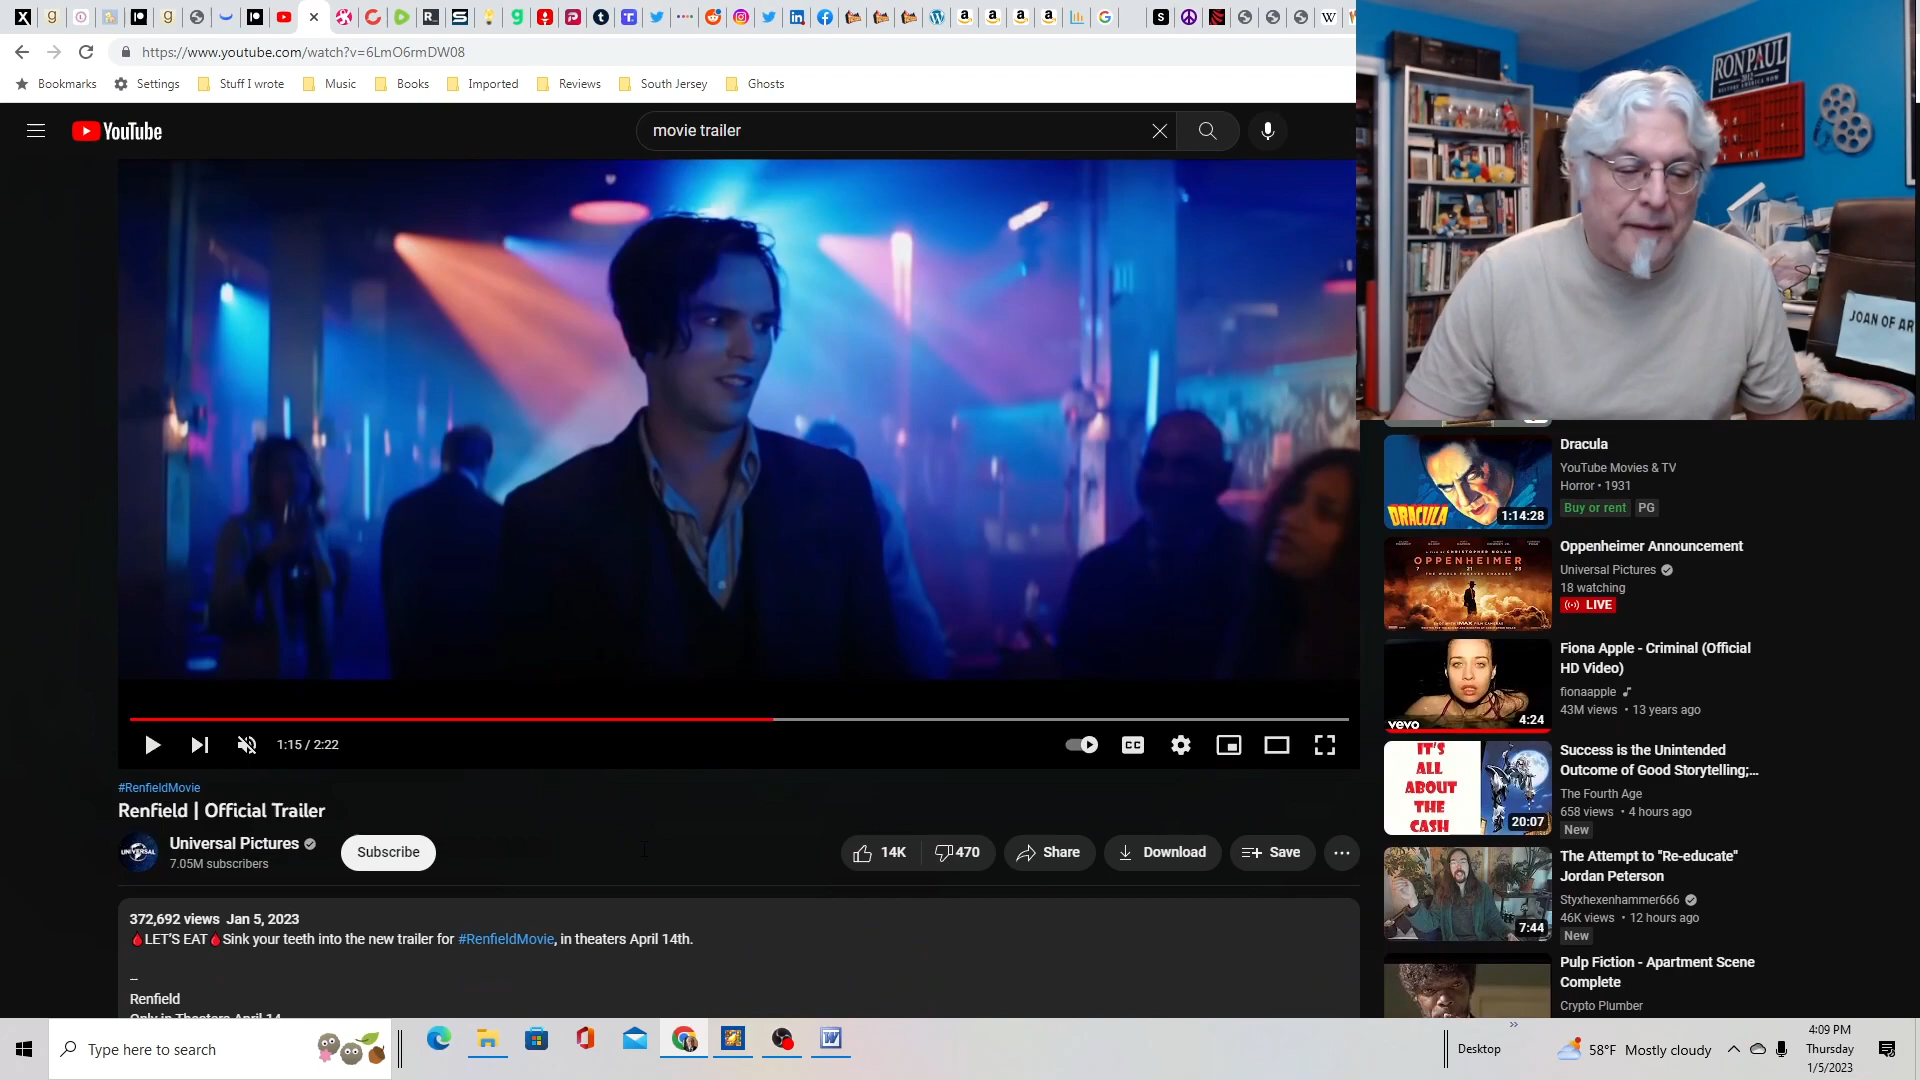 https://www.youtube.com/watch?v=6LmO6rmDW08
Bookmarks Settings Stuff I wrote Music Books Imported Reviews South Jersey Ghosts
YouTube
movie trailer
RON PAUL
2012
JOAN OF AR
1:15 / 2:22
#RenfieldMovie
Renfield | Official Trailer
UNIVERSAL
Universal Pictures
7.05M subscribers
Subscribe
14K 470 Share Download Save
372,692 views Jan 5, 2023
🩸LET'S EAT🩸Sink your teeth into the new trailer for #RenfieldMovie, in theaters April 14th.
--
Renfield
Only in Theaters April 14
DRACULA
1:14:28
Dracula
YouTube Movies & TV
Horror • 1931
Buy or rent PG
OPPENHEIMER
Oppenheimer Announcement
Universal Pictures
18 watching
LIVE
vevo
4:24
Fiona Apple - Criminal (Official
HD Video)
fionaapple
43M views • 13 years ago
IT'S
ALL
ABOUT
THE
CASH
20:07
Success is the Unintended
Outcome of Good Storytelling;...
The Fourth Age
658 views • 4 hours ago
New
7:44
The Attempt to "Re-educate"
Jordan Peterson
Styxhexenhammer666
46K views • 12 hours ago
New
Pulp Fiction - Apartment Scene
Complete
Crypto Plumber
Type here to search
Desktop
58°F Mostly cloudy
4:09 PM
Thursday
1/5/2023